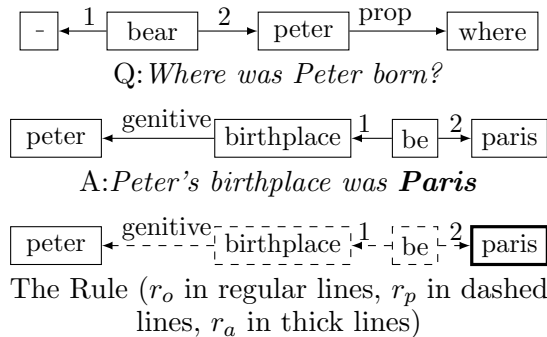 - 1 bear 2 peter prop where
Q:Where was Peter born?
peter genitive birthplace 1 be 2 paris
A:Peter's birthplace was Paris
peter genitive birthplace 1 be 2 paris
The Rule (r_o in regular lines, r_p in dashed
lines, r_a in thick lines)